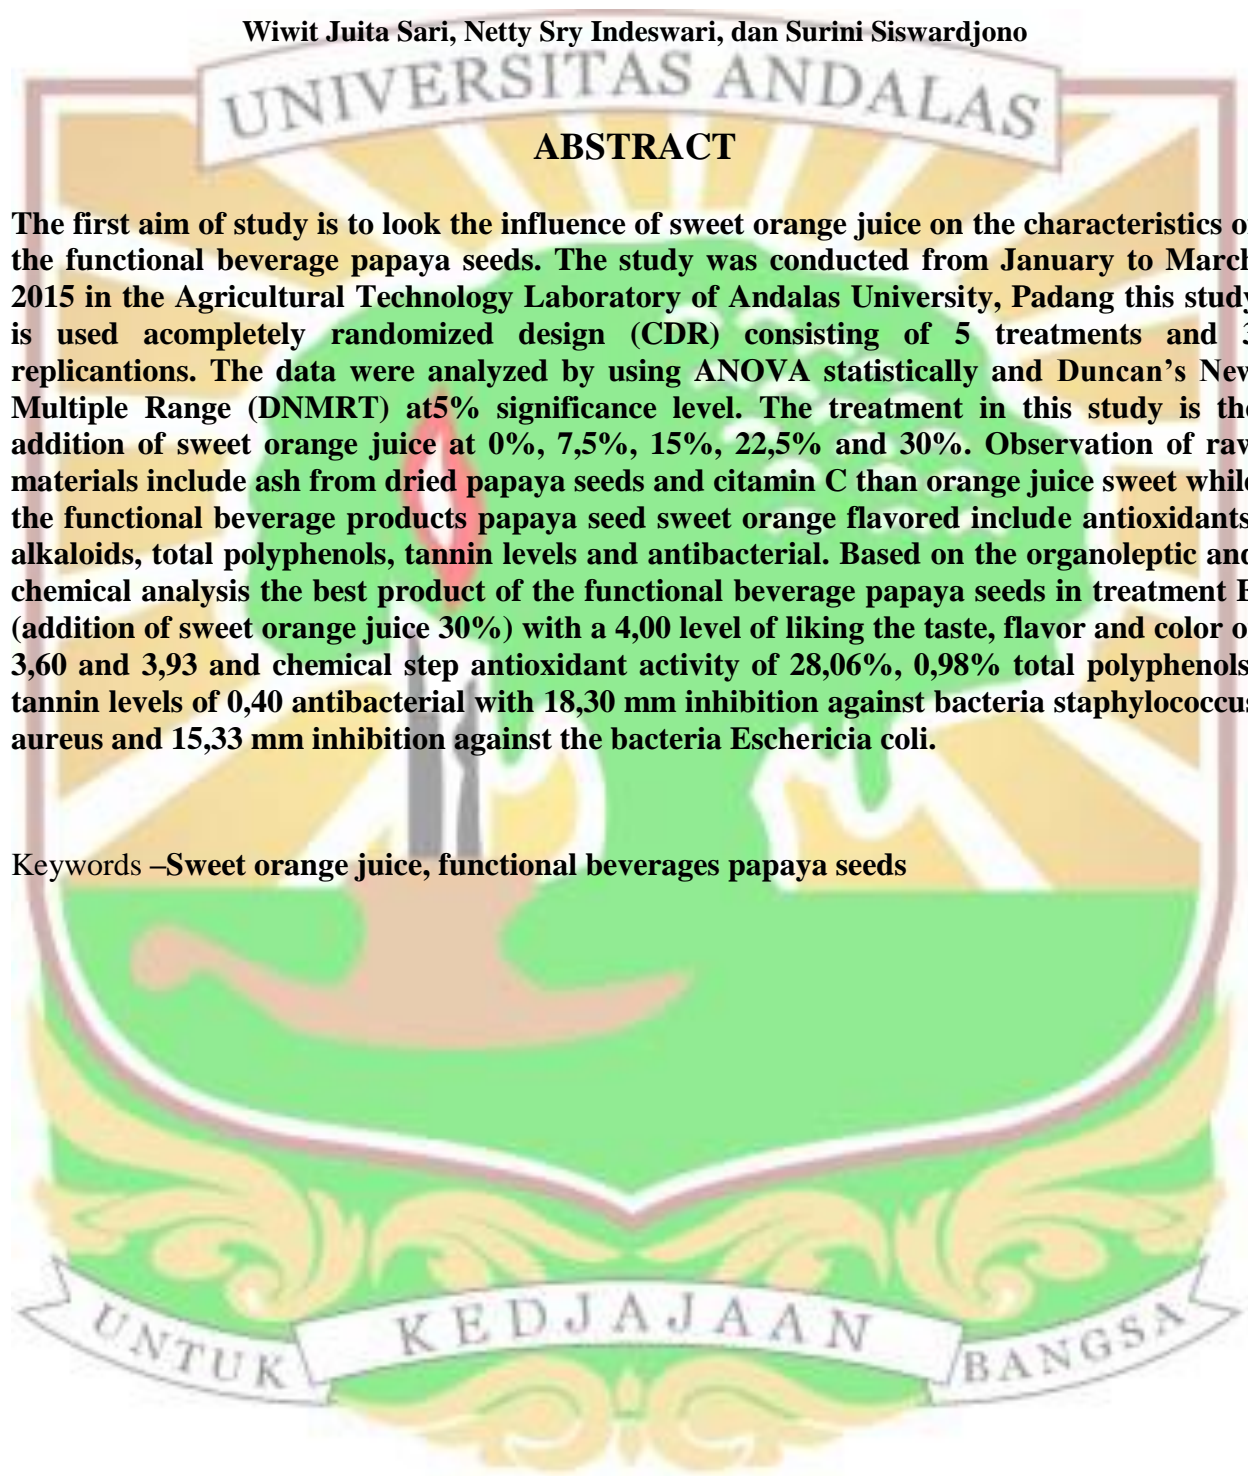 Wiwit Juita Sari, Netty Sry Indeswari, dan Surini Siswardjono
UNIVERSITAS ANDALAS
ABSTRACT
The first aim of study is to look the influence of sweet orange juice on the characteristics
the functional beverage papaya seeds. The study was conducted from January to March
2015 in the Agricultural Technology Laboratory of Andalas University, Padang this study
is used acompletely randomized design (CDR) consisting of 5 treatments and 3
replicantions. The data were analyzed by using ANOVA statistically and Duncan’s New
Multiple Range (DNMRT) at5% significance level. The treatment in this study is the
addition of sweet orange juice at 0%, 7,5%, 15%, 22,5% and 30%. Observation of raw
materials include ash from dried papaya seeds and citamin C than orange juice sweet while
the functional beverage products papaya seed sweet orange flavored include antioxidants
alkaloids, total polyphenols, tannin levels and antibacterial. Based on the organoleptic and
chemical analysis the best product of the functional beverage papaya seeds in treatment
(addition of sweet orange juice 30%) with a 4,00 level of liking the taste, flavor and color
3,60 and 3,93 and chemical step antioxidant activity of 28,06%, 0,98% total polyphenols
tannin levels of 0,40 antibacterial with 18,30 mm inhibition against bacteria staphylococcus
aureus and 15,33 mm inhibition against the bacteria Eschericia coli.
Keywords –Sweet orange juice, functional beverages papaya seeds
UNTUK KEDJAJAAN BANGSA